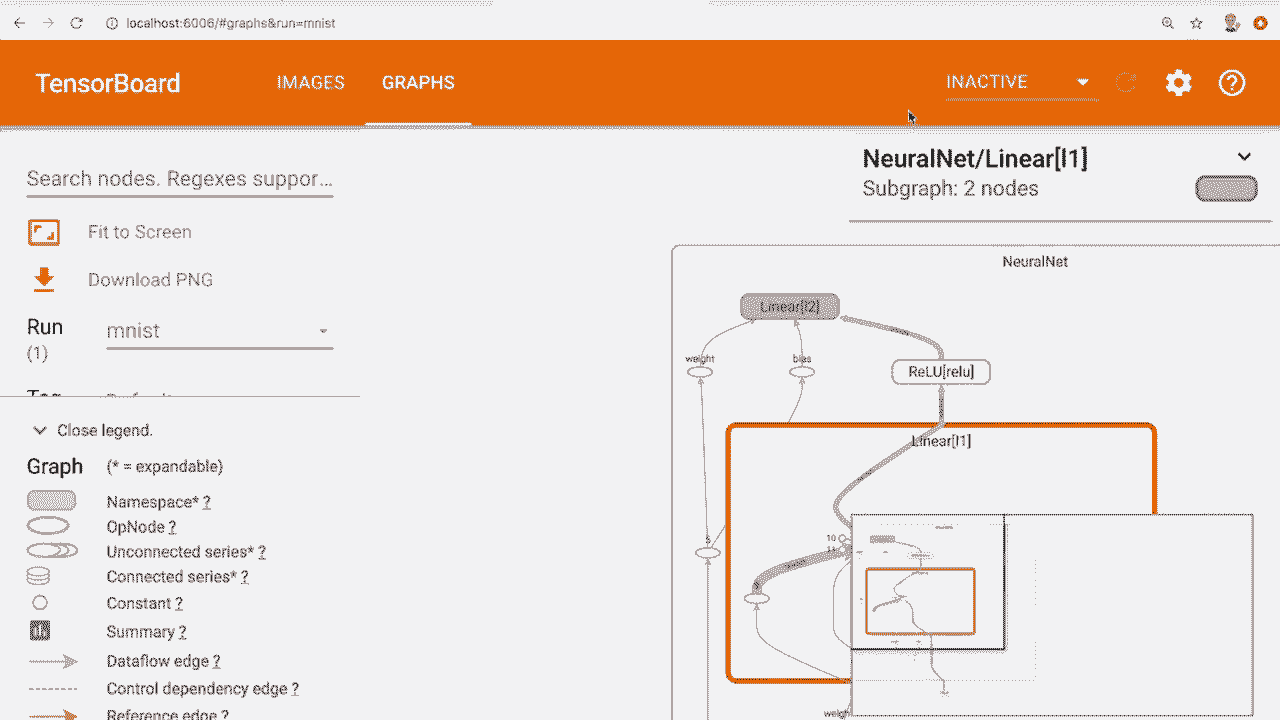 localhost:6006/#graphs&run=mnist
TensorBoard
IMAGES
GRAPHS
INACTIVE
Search nodes. Regexes suppor...
Fit to Screen
Download PNG
Run
(1)
mnist
Close legend.
Graph
(* = expandable)
Namespace* ?
OpNode ?
Unconnected series* ?
Connected series* ?
Constant ?
Summary ?
Dataflow edge ?
Control dependency edge ?
Reference edge ?
NeuralNet/Linear[l1]
Subgraph: 2 nodes
NeuralNet
Linear[l2]
weight
bias
ReLU[relu]
Linear[l1]
10